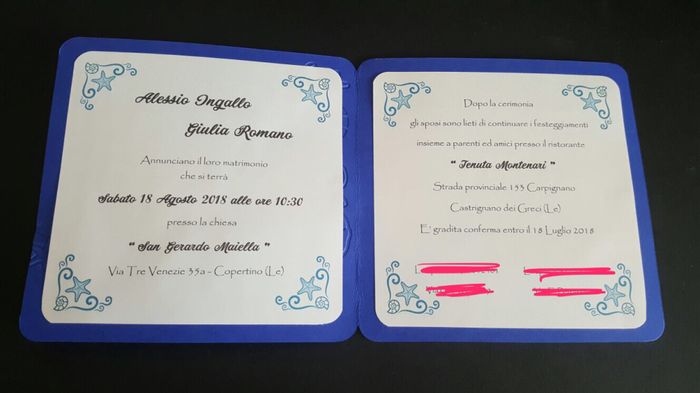 Alessio Ingallo
Giulia Romano
Annunciano il loro matrimonio
che si terrà
Sabato 18 Agosto 2018 alle ore 10:30
presso la chiesa
“ San Gerardo Maiella ”
Via Tre Venezie 35a - Copertino (Le)
Dopo la cerimonia
gli sposi sono lieti di continuare i festeggiamenti
insieme a parenti ed amici presso il ristorante
“ Tenuta Montenari ”
Strada provinciale 153 Carpignano
Castrignano dei Greci (Le)
E' gradita conferma entro il 18 Luglio 2018